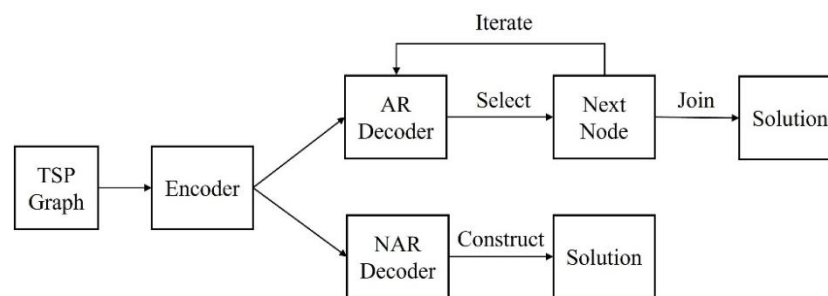 Iterate
AR
Decoder
Select
Next
Node
Join
Solution
TSP
Graph
Encoder
NAR
Decoder
Construct
Solution